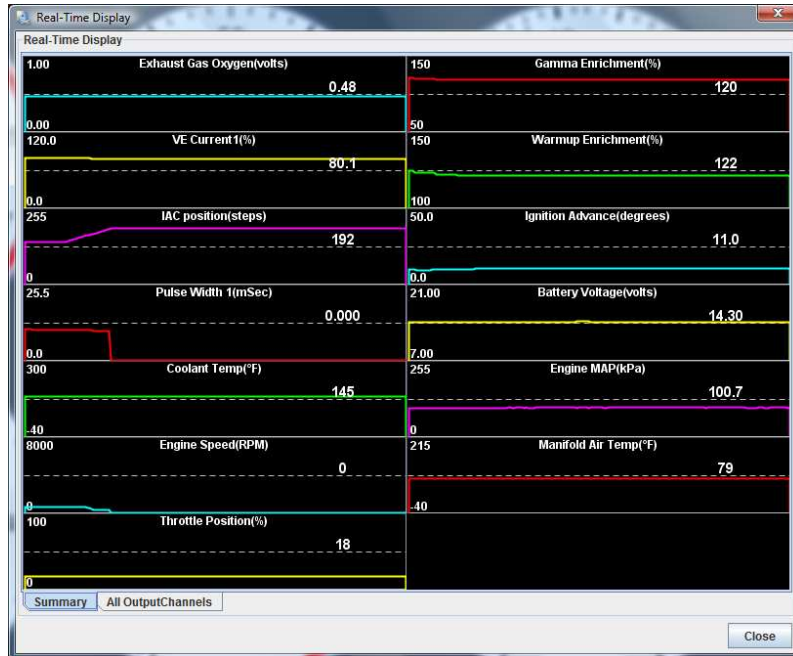 Real-Time Display
Real-Time Display
1.00 Exhaust Gas Oxygen(volts)
0.48
0.00
120.0 VE Current1(%)
80.1
0.0
255 IAC position(steps)
192
0
25.5 Pulse Width 1(mSec)
0.000
0.0
300 Coolant Temp(°F)
145
-40
8000 Engine Speed(RPM)
0
0
100 Throttle Position(%)
18
0
150 Gamma Enrichment(%)
120
50
150 Warmup Enrichment(%)
122
100
50.0 Ignition Advance(degrees)
11.0
0.0
21.00 Battery Voltage(volts)
14.30
7.00
255 Engine MAP(kPa)
100.7
0
215 Manifold Air Temp(°F)
79
-40
Summary All OutputChannels
Close